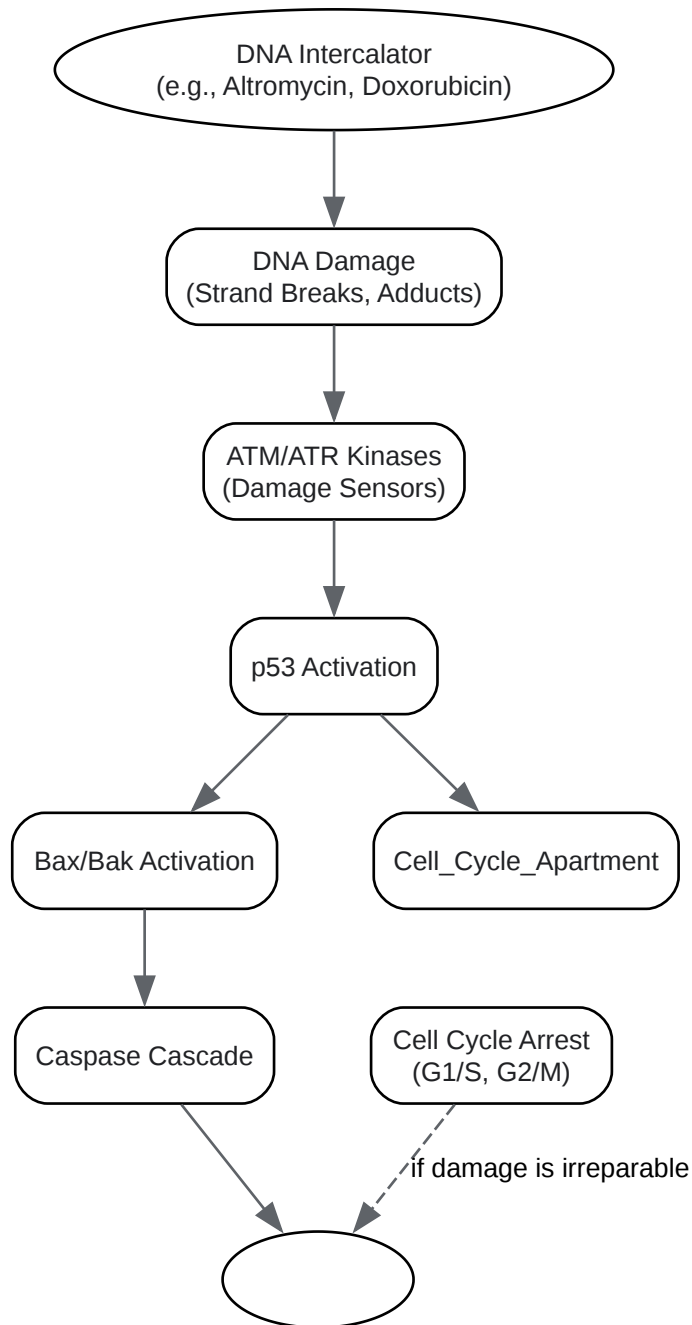 DNA Intercalator
(e.g., Altromycin, Doxorubicin)
DNA Damage
(Strand Breaks, Adducts)
ATM/ATR Kinases
(Damage Sensors)
p53 Activation
Bax/Bak Activation
Cell_Cycle_Apartment
Caspase Cascade
Cell Cycle Arrest
(G1/S, G2/M)
if damage is irreparable